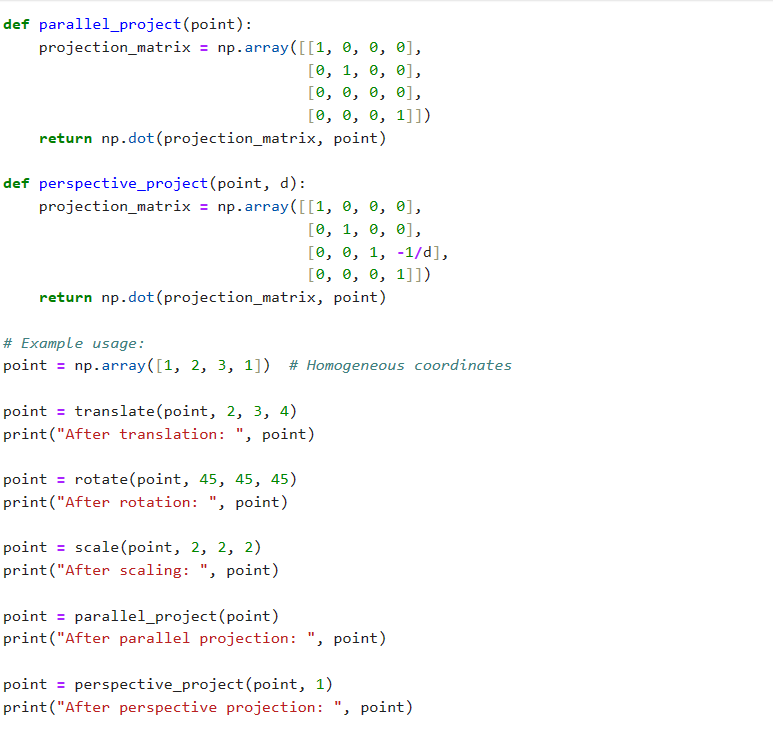 def parallel_project(point):
    projection_matrix = np.array([[1, 0, 0, 0],
                                  [0, 1, 0, 0],
                                  [0, 0, 0, 0],
                                  [0, 0, 0, 1]])
    return np.dot(projection_matrix, point)

def perspective_project(point, d):
    projection_matrix = np.array([[1, 0, 0, 0],
                                  [0, 1, 0, 0],
                                  [0, 0, 1, -1/d],
                                  [0, 0, 0, 1]])
    return np.dot(projection_matrix, point)

# Example usage:
point = np.array([1, 2, 3, 1])  # Homogeneous coordinates

point = translate(point, 2, 3, 4)
print("After translation: ", point)

point = rotate(point, 45, 45, 45)
print("After rotation: ", point)

point = scale(point, 2, 2, 2)
print("After scaling: ", point)

point = parallel_project(point)
print("After parallel projection: ", point)

point = perspective_project(point, 1)
print("After perspective projection: ", point)